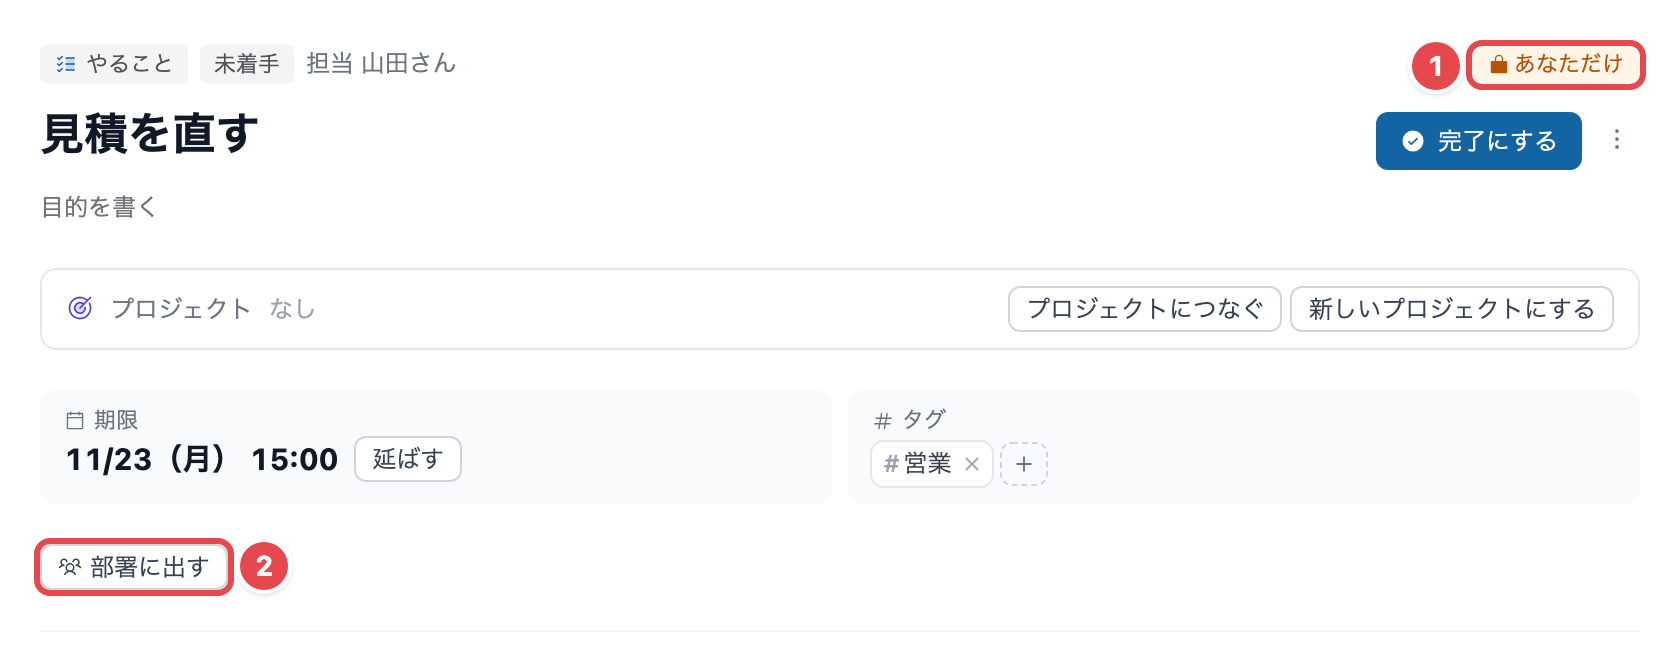 やること 未着手 担当 山田さん
1 あなただけ
見積を直す
完了にする
目的を書く
プロジェクト なし プロジェクトにつなぐ 新しいプロジェクトにする
期限
11/23（月） 15:00 延ばす
# タグ
#営業 × +
部署に出す 2